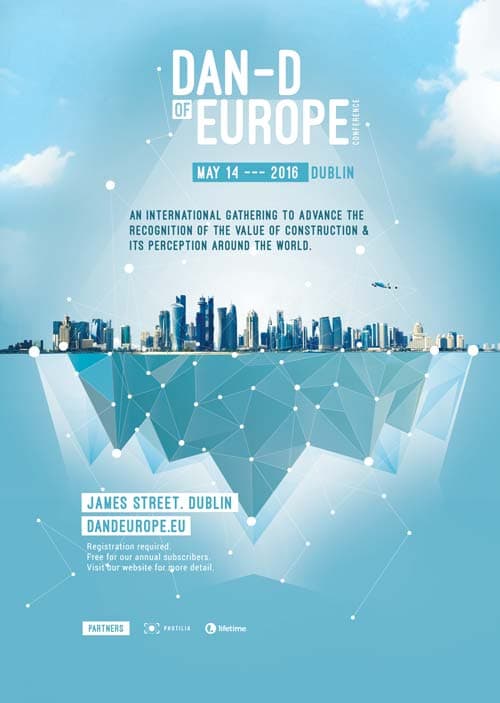 DAN-D
OF EUROPE
CONFERENCE
MAY 14 --- 2016 DUBLIN
AN INTERNATIONAL GATHERING TO ADVANCE THE
RECOGNITION OF THE VALUE OF CONSTRUCTION &
ITS PERCEPTION AROUND THE WORLD.
JAMES STREET. DUBLIN
DANDEUROPE.EU
Registration required.
Free for our annual subscribers.
Visit our website for more detail.
PARTNERS PHOTILIA lifetime